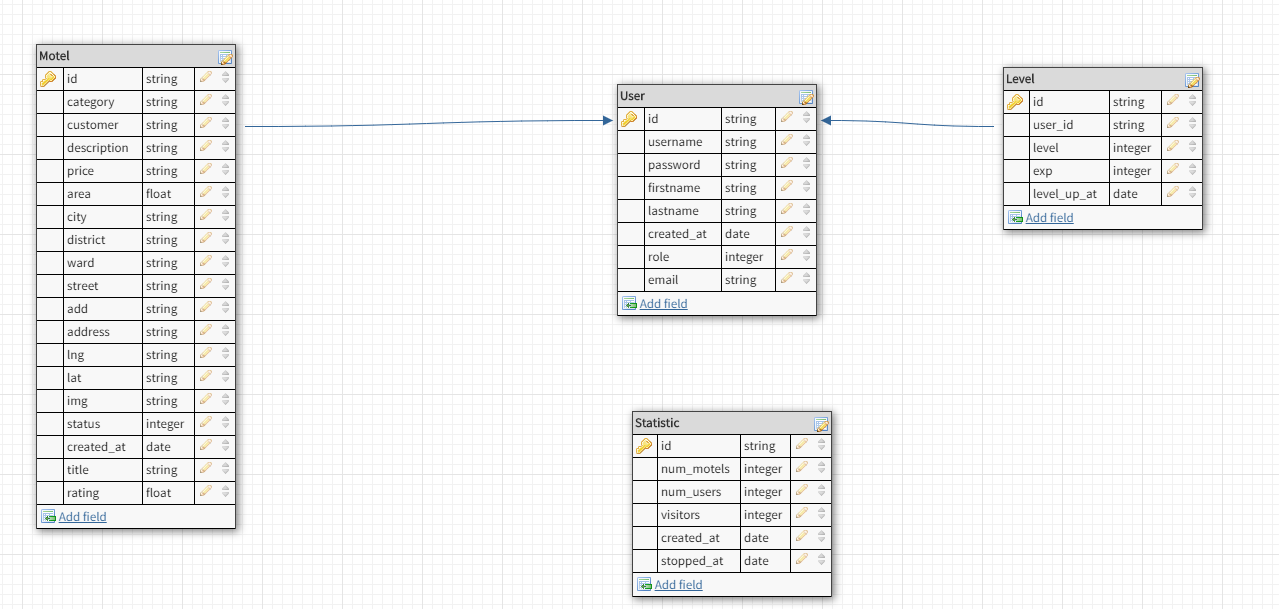 Motel
id string
category string
customer string
description string
price string
area float
city string
district string
ward string
street string
add string
address string
lng string
lat string
img string
status integer
created_at date
title string
rating float
Add field
User
id string
username string
password string
firstname string
lastname string
created_at date
role integer
email string
Add field
Level
id string
user_id string
level integer
exp integer
level_up_at date
Add field
Statistic
id string
num_motels integer
num_users integer
visitors integer
created_at date
stopped_at date
Add field